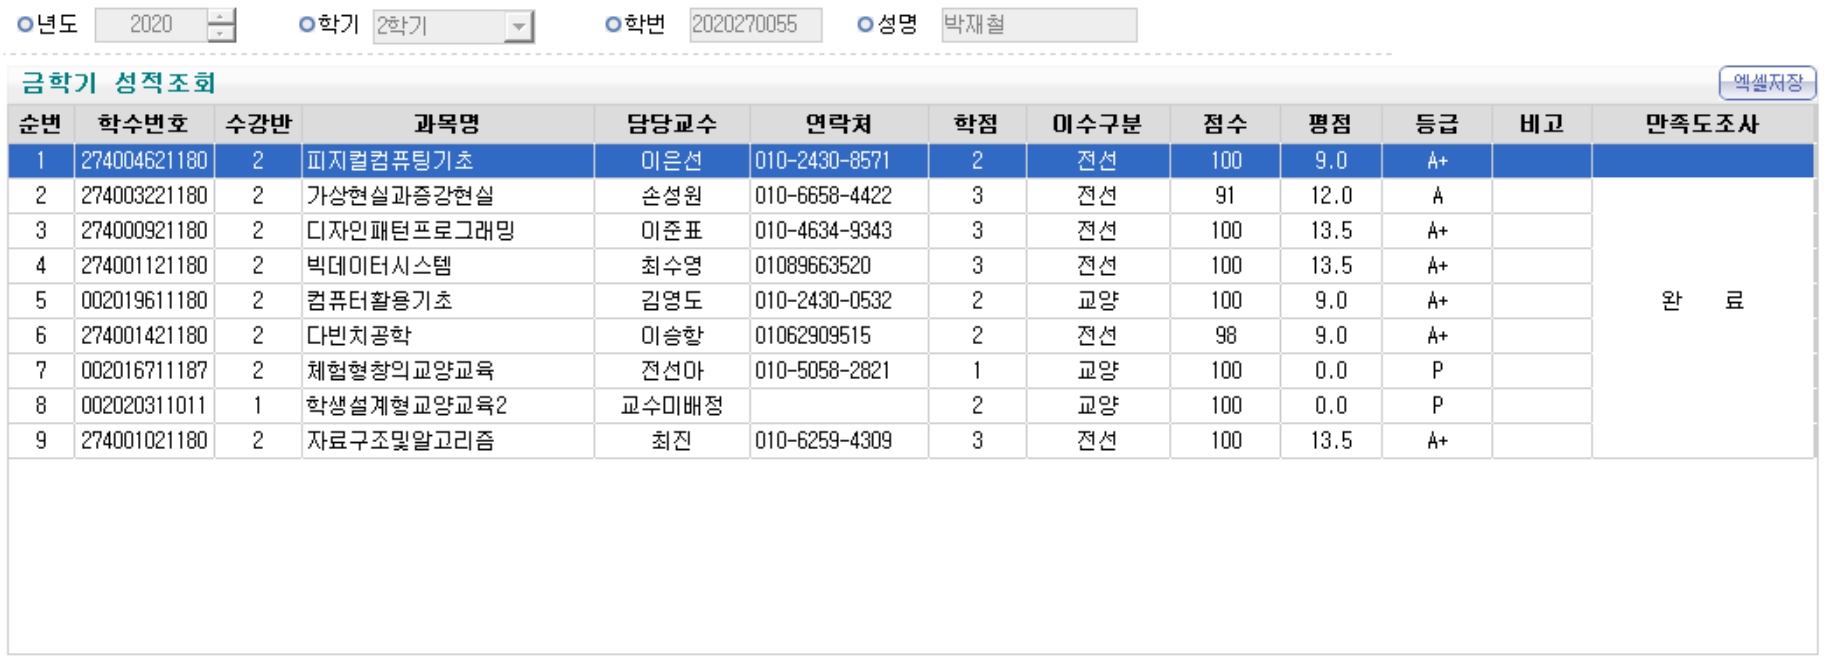 년도 2020 학기 2학기 학번 2020270055 성명 박재철
금학기 성적조회 엑셀저장
순번 학수번호 수강반 과목명 담당교수 연락처 학점 이수구분 점수 평점 등급 비고 만족도조사
1 274004621180 2 피지컬컴퓨팅기초 이은선 010-2430-8571 2 전선 100 9.0 A+
2 274003221180 2 가상현실과증강현실 손성원 010-6658-4422 3 전선 91 12.0 A
3 274000921180 2 디자인패턴프로그래밍 이준표 010-4634-9343 3 전선 100 13.5 A+
4 274001121180 2 빅데이터시스템 최수영 01089663520 3 전선 100 13.5 A+
5 002019611180 2 컴퓨터활용기초 김영도 010-2430-0532 2 교양 100 9.0 A+ 완 료
6 274001421180 2 다빈치공학 이승항 01062909515 2 전선 98 9.0 A+
7 002016711187 2 체험형창의교양교육 전선아 010-5058-2821 1 교양 100 0.0 P
8 002020311011 1 학생설계형교양교육2 교수미배정 2 교양 100 0.0 P
9 274001021180 2 자료구조및알고리즘 최진 010-6259-4309 3 전선 100 13.5 A+